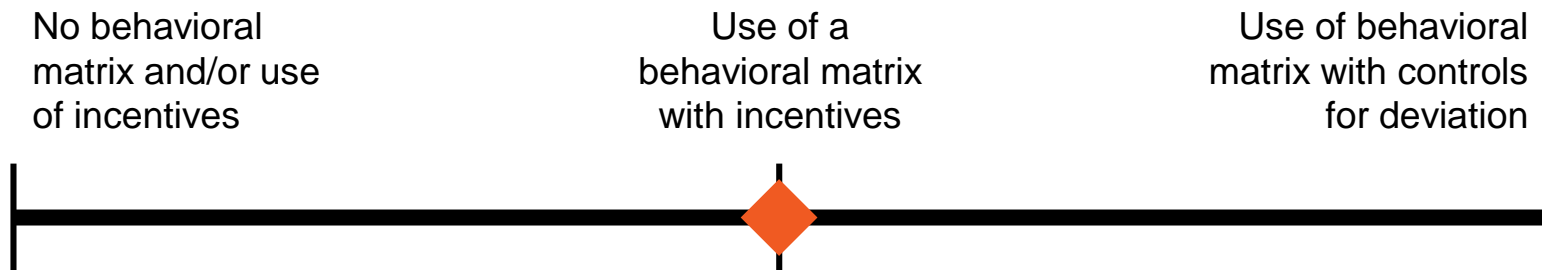 No behavioral
matrix and/or use
of incentives
Use of a
behavioral matrix
with incentives
Use of behavioral
matrix with controls
for deviation